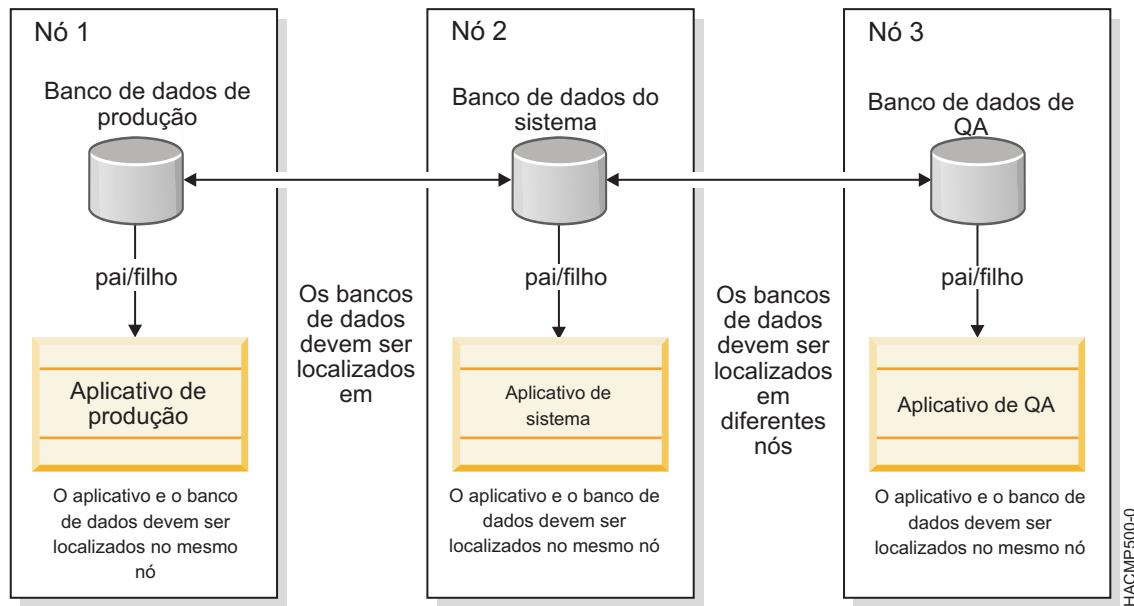 Nó 1
Banco de dados de
produção
pai/filho
Aplicativo de
produção
O aplicativo e o banco
de dados devem ser
localizados no mesmo
nó
Os bancos
de dados
devem ser
localizados
em
Nó 2
Banco de dados do
sistema
pai/filho
Aplicativo de
sistema
O aplicativo e o banco de
dados devem ser
localizados no mesmo nó
Os bancos
de dados
devem ser
localizados
em
diferentes
nós
Nó 3
Banco de dados de
QA
pai/filho
Aplicativo de QA
O aplicativo e o banco de
dados devem ser
localizados no mesmo nó
HACMP500-0